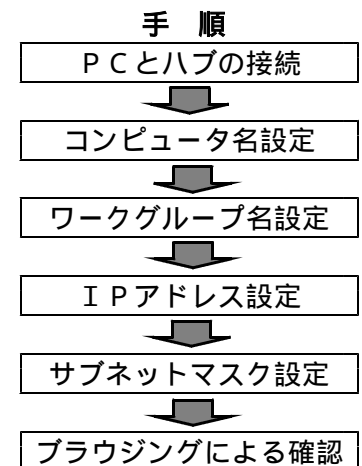 手　順
ＰＣとハブの接続
コンピュータ名設定
ワークグループ名設定
ＩＰアドレス設定
サブネットマスク設定
ブラウジングによる確認